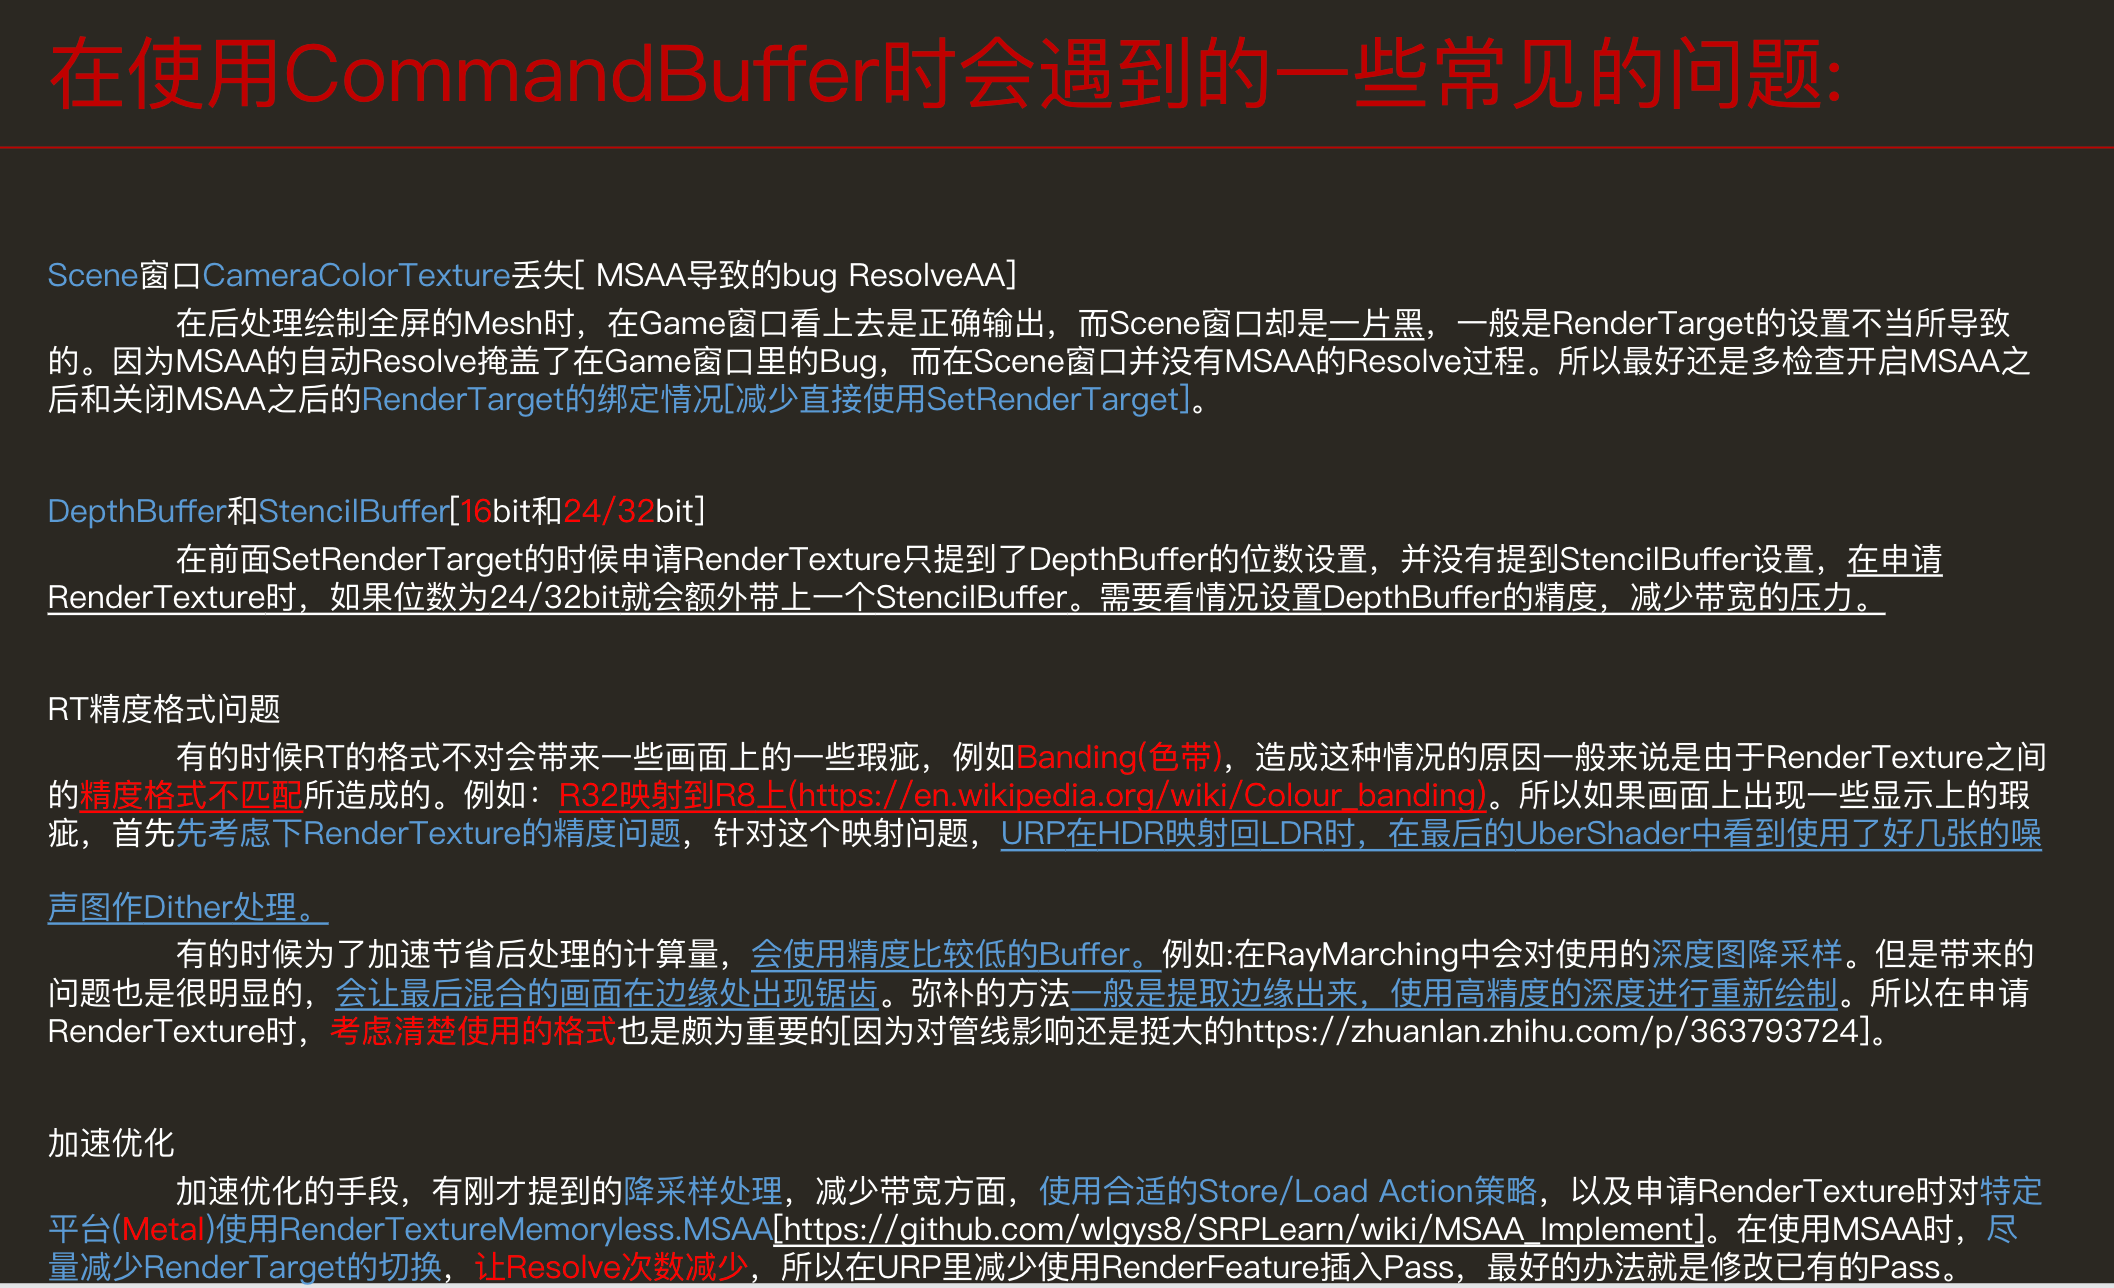 在使用CommandBuffer时会遇到的一些常见的问题:
Scene窗口CameraColorTexture丢失[ MSAA导致的bug ResolveAA]
在后处理绘制全屏的Mesh时，在Game窗口看上去是正确输出，而Scene窗口却是一片黑，一般是RenderTarget的设置不当所导致
的。因为MSAA的自动Resolve掩盖了在Game窗口里的Bug，而在Scene窗口并没有MSAA的Resolve过程。所以最好还是多检查开启MSAA之
后和关闭MSAA之后的RenderTarget的绑定情况[减少直接使用SetRenderTarget]。
DepthBuffer和StencilBuffer[16bit和24/32bit]
在前面SetRenderTarget的时候申请RenderTexture只提到了DepthBuffer的位数设置，并没有提到StencilBuffer设置，在申请
RenderTexture时，如果位数为24/32bit就会额外带上一个StencilBuffer。需要看情况设置DepthBuffer的精度，减少带宽的压力。
RT精度格式问题
有的时候RT的格式不对会带来一些画面上的一些瑕疵，例如Banding(色带)，造成这种情况的原因一般来说是由于RenderTexture之间
的精度格式不匹配所造成的。例如：R32映射到R8上(https://en.wikipedia.org/wiki/Colour_banding)。所以如果画面上出现一些显示上的瑕
疵，首先先考虑下RenderTexture的精度问题，针对这个映射问题，URP在HDR映射回LDR时，在最后的UberShader中看到使用了好几张的噪
声图作Dither处理。
有的时候为了加速节省后处理的计算量，会使用精度比较低的Buffer。例如:在RayMarching中会对使用的深度图降采样。但是带来的
问题也是很明显的，会让最后混合的画面在边缘处出现锯齿。弥补的方法一般是提取边缘出来，使用高精度的深度进行重新绘制。所以在申请
RenderTexture时，考虑清楚使用的格式也是颇为重要的[因为对管线影响还是挺大的https://zhuanlan.zhihu.com/p/363793724]。
加速优化
加速优化的手段，有刚才提到的降采样处理，减少带宽方面，使用合适的Store/Load Action策略，以及申请RenderTexture时对特定
平台(Metal)使用RenderTextureMemoryless.MSAA[https://github.com/wlgys8/SRPLearn/wiki/MSAA_Implement]。在使用MSAA时，尽
量减少RenderTarget的切换，让Resolve次数减少，所以在URP里减少使用RenderFeature插入Pass，最好的办法就是修改已有的Pass。